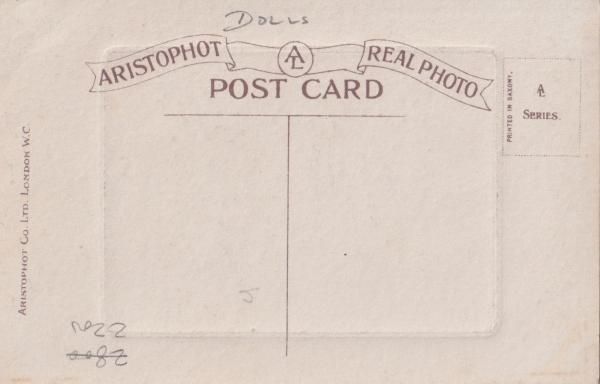 DOLLS
ARISTOPHOT AL REAL PHOTO
POST CARD
PRINTED IN SAXONY.
AL
SERIES.
ARISTOPHOT CO. LTD. LONDON W.C.